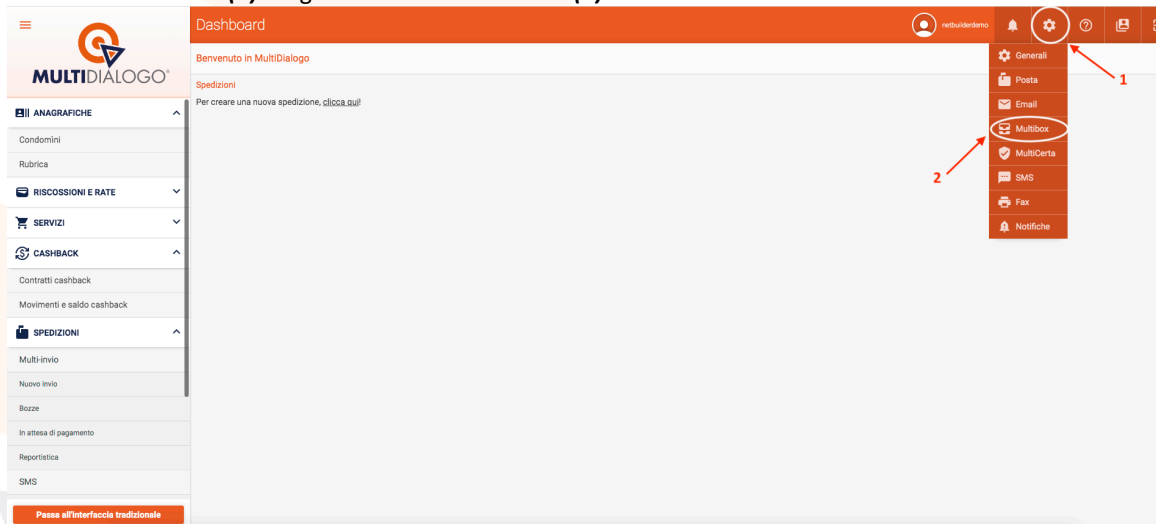 Dashboard
netbuilderdemo
MULTIDIALOGO®
Benvenuto in MultiDialogo
Spedizioni
Per creare una nuova spedizione, clicca qui!
Generali
Posta
Email
Multibox
MultiCerta
SMS
Fax
Notifiche
1
2
ANAGRAFICHE
Condomìni
Rubrica
RISCOSSIONI E RATE
SERVIZI
CASHBACK
Contratti cashback
Movimenti e saldo cashback
SPEDIZIONI
Multi-invio
Nuovo invio
Bozze
In attesa di pagamento
Reportistica
SMS
Passa all'interfaccia tradizionale